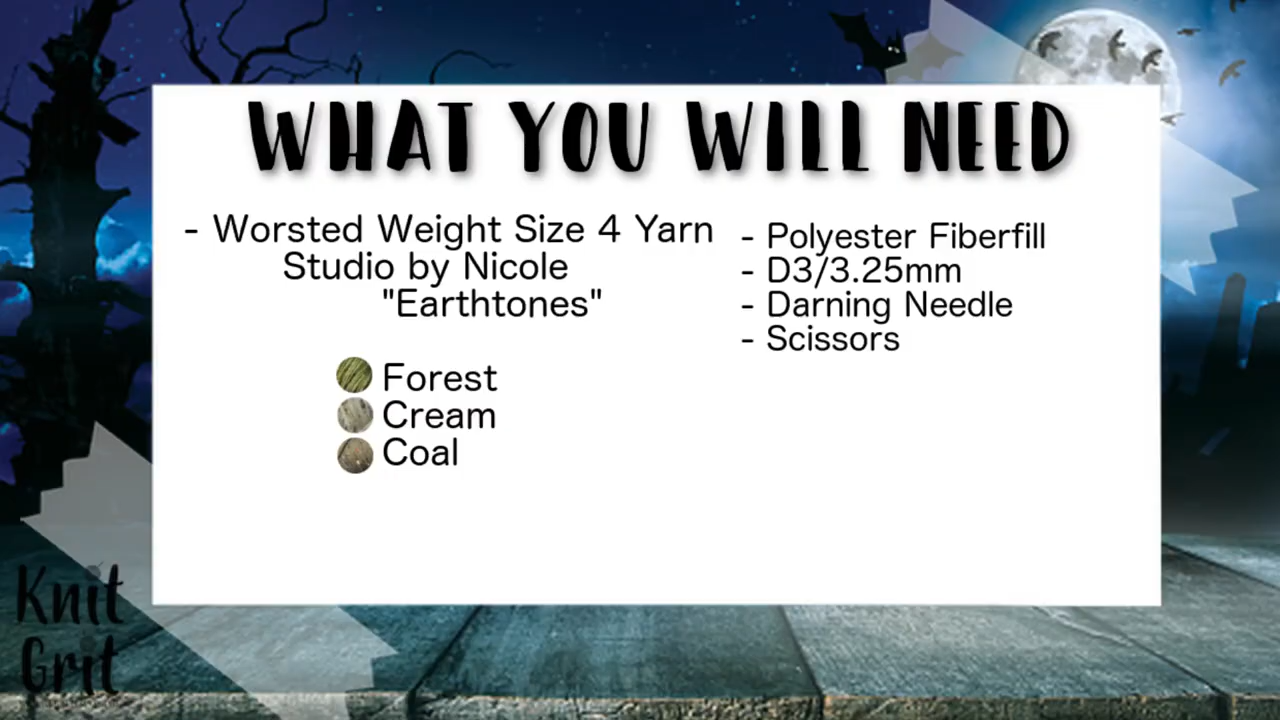 WHAT YOU WILL NEED
- Worsted Weight Size 4 Yarn
Studio by Nicole
"Earthtones"
Forest
Cream
Coal
- Polyester Fiberfill
- D3/3.25mm
- Darning Needle
- Scissors
Knit
Grit